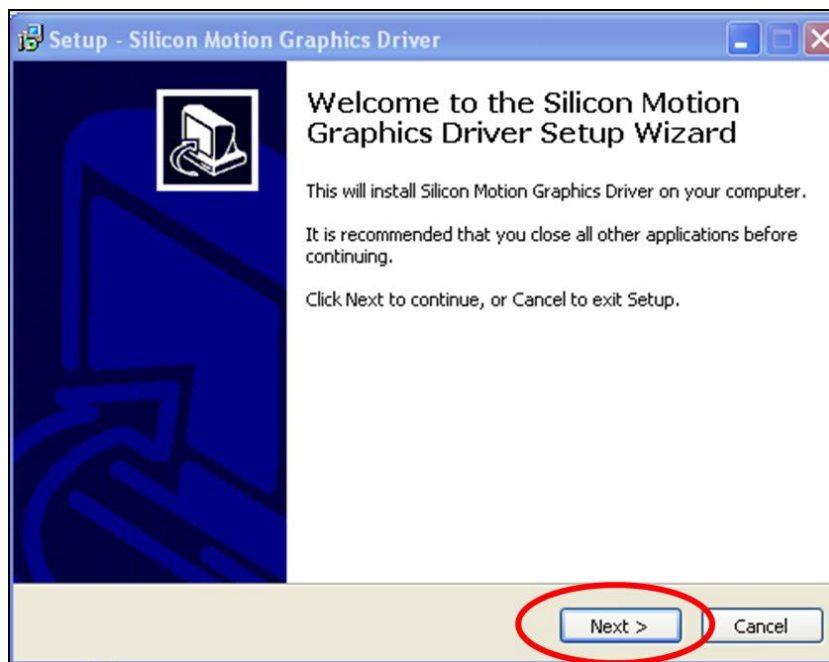 Setup - Silicon Motion Graphics Driver
Welcome to the Silicon Motion
Graphics Driver Setup Wizard
This will install Silicon Motion Graphics Driver on your computer.
It is recommended that you close all other applications before
continuing.
Click Next to continue, or Cancel to exit Setup.
Next >
Cancel